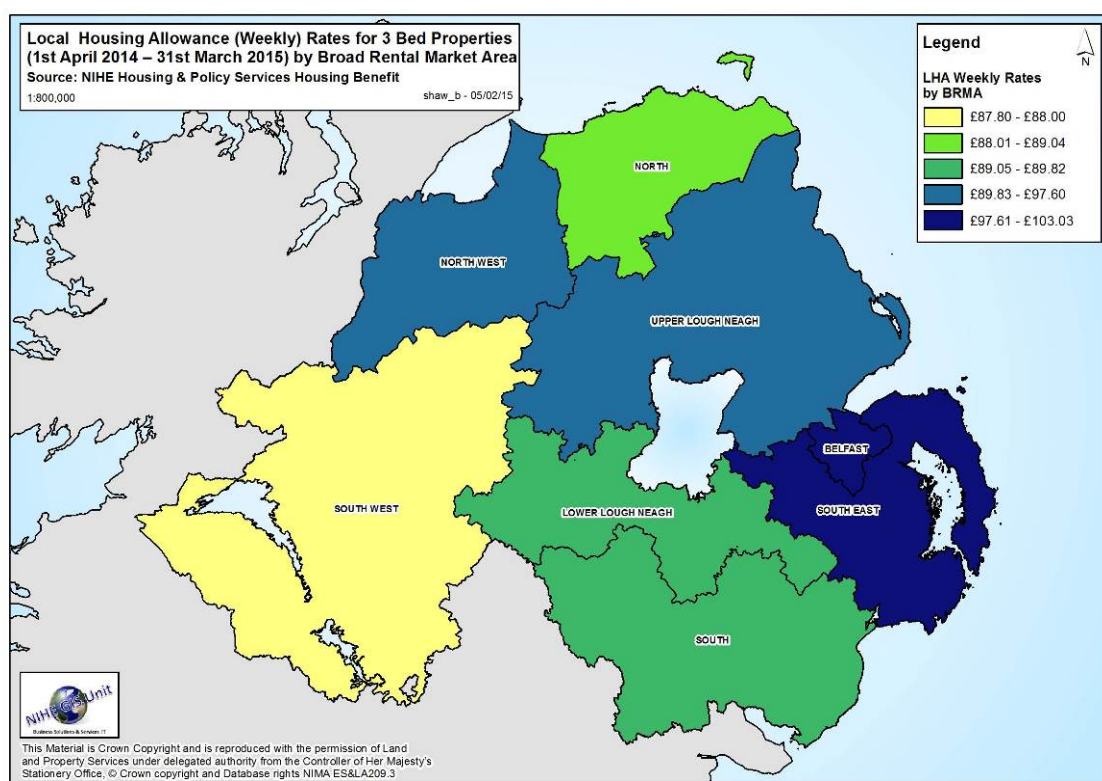 Local Housing Allowance (Weekly) Rates for 3 Bed Properties
(1st April 2014 – 31st March 2015) by Broad Rental Market Area
Source: NIHE Housing & Policy Services Housing Benefit
1:800,000
shaw_b - 05/02/15
Legend
N
LHA Weekly Rates
by BRMA
£87.80 - £88.00
£88.01 - £89.04
£89.05 - £89.82
£89.83 - £97.60
£97.61 - £103.03
NORTH
NORTH WEST
UPPER LOUGH NEAGH
BELFAST
SOUTH WEST
LOWER LOUGH NEAGH
SOUTH EAST
SOUTH
NIHE GIS Unit
Business Solutions & Services IT
This Material is Crown Copyright and is reproduced with the permission of Land
and Property Services under delegated authority from the Controller of Her Majesty's
Stationery Office, © Crown copyright and Database rights NIMA ES&LA209.3